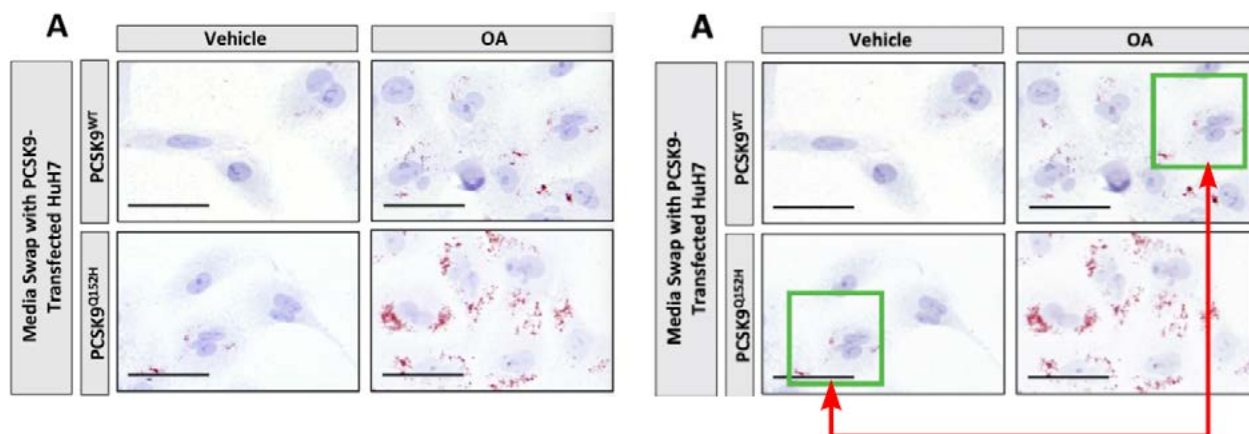 A
Vehicle
OA
Media Swap with PCSK9-
Transfected HuH7
PCSK9WT
PCSK9Q152H
A
Vehicle
OA
Media Swap with PCSK9-
Transfected HuH7
PCSK9WT
PCSK9Q152H